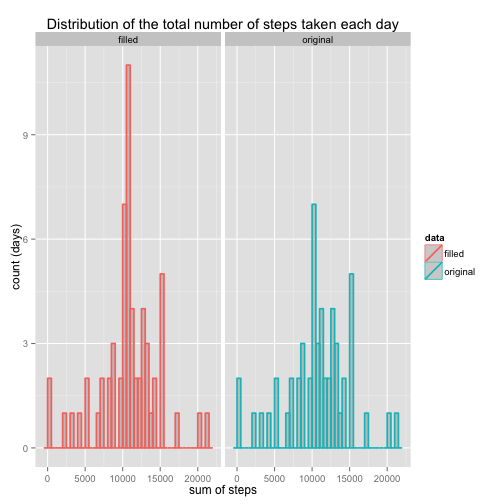 Distribution of the total number of steps taken each day
filled
original
9
6
3
0
count (days)
0
5000
10000
15000
20000
0
5000
10000
15000
20000
sum of steps
data
filled
original